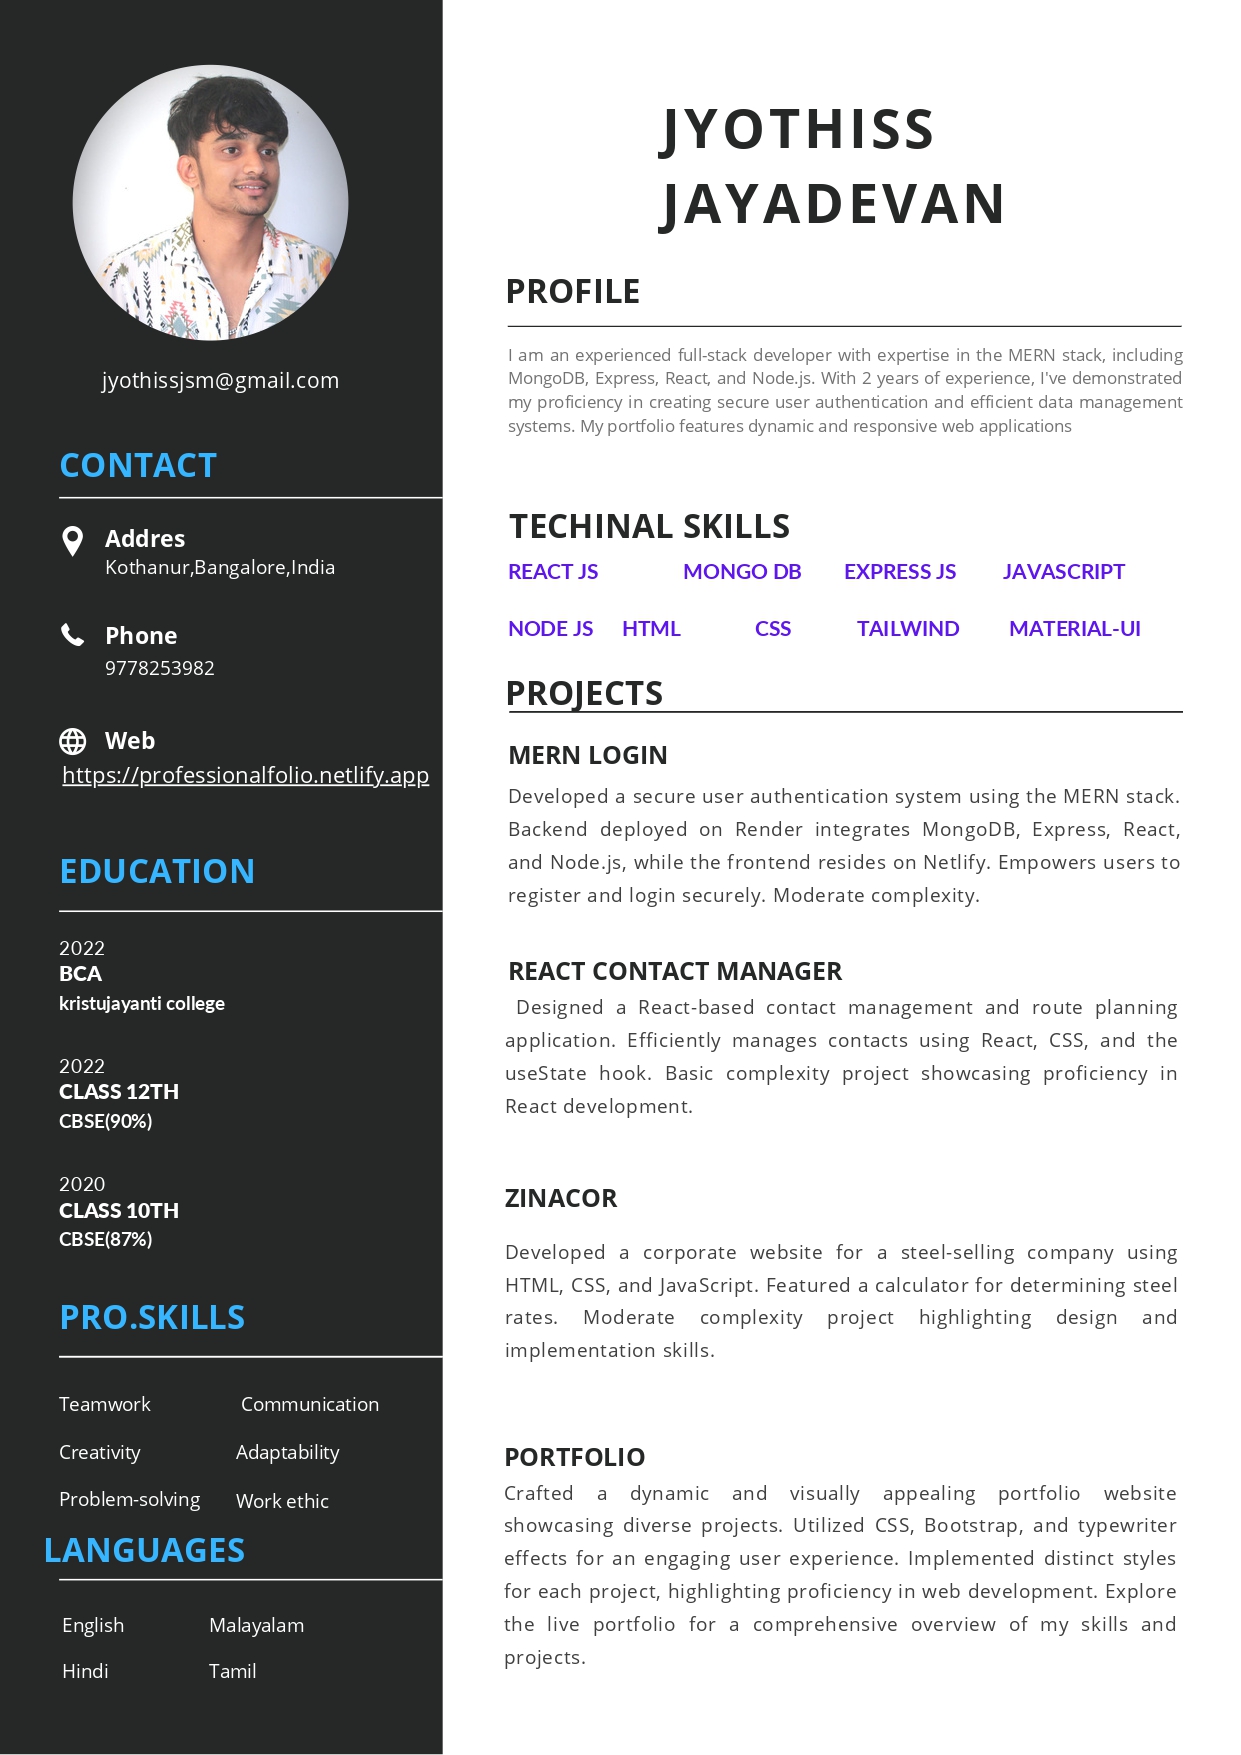 jyothissjsm@gmail.com
CONTACT
Addres
Kothanur,Bangalore,India
Phone
9778253982
Web
https://professionalfolio.netlify.app
EDUCATION
2022
BCA
kristujayanti college
2022
CLASS 12TH
CBSE(90%)
2020
CLASS 10TH
CBSE(87%)
PRO.SKILLS
Teamwork Communication
Creativity Adaptability
Problem-solving Work ethic
LANGUAGES
English Malayalam
Hindi Tamil
JYOTHISS
JAYADEVAN
PROFILE
I am an experienced full-stack developer with expertise in the MERN stack, including
MongoDB, Express, React, and Node.js. With 2 years of experience, I've demonstrated
my proficiency in creating secure user authentication and efficient data management
systems. My portfolio features dynamic and responsive web applications
TECHINAL SKILLS
REACT JS MONGO DB EXPRESS JS JAVASCRIPT
NODE JS HTML CSS TAILWIND MATERIAL-UI
PROJECTS
MERN LOGIN
Developed a secure user authentication system using the MERN stack.
Backend deployed on Render integrates MongoDB, Express, React,
and Node.js, while the frontend resides on Netlify. Empowers users to
register and login securely. Moderate complexity.
REACT CONTACT MANAGER
Designed a React-based contact management and route planning
application. Efficiently manages contacts using React, CSS, and the
useState hook. Basic complexity project showcasing proficiency in
React development.
ZINACOR
Developed a corporate website for a steel-selling company using
HTML, CSS, and JavaScript. Featured a calculator for determining steel
rates. Moderate complexity project highlighting design and
implementation skills.
PORTFOLIO
Crafted a dynamic and visually appealing portfolio website
showcasing diverse projects. Utilized CSS, Bootstrap, and typewriter
effects for an engaging user experience. Implemented distinct styles
for each project, highlighting proficiency in web development. Explore
the live portfolio for a comprehensive overview of my skills and
projects.